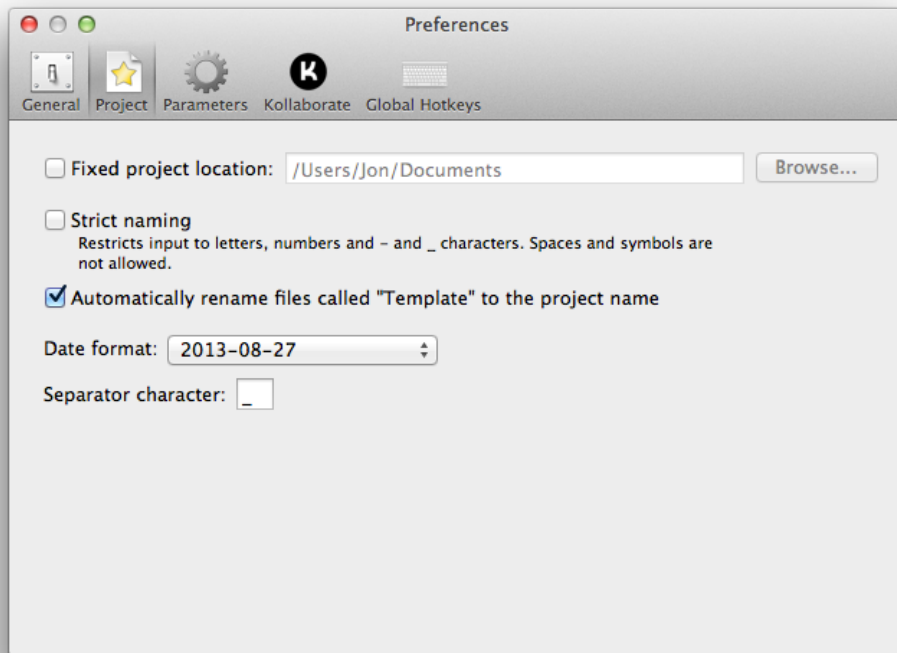 Preferences
General Project Parameters Kollaborate Global Hotkeys
Fixed project location: /Users/Jon/Documents Browse...
Strict naming
Restricts input to letters, numbers and - and _ characters. Spaces and symbols are
not allowed.
Automatically rename files called "Template" to the project name
Date format: 2013-08-27
Separator character: _